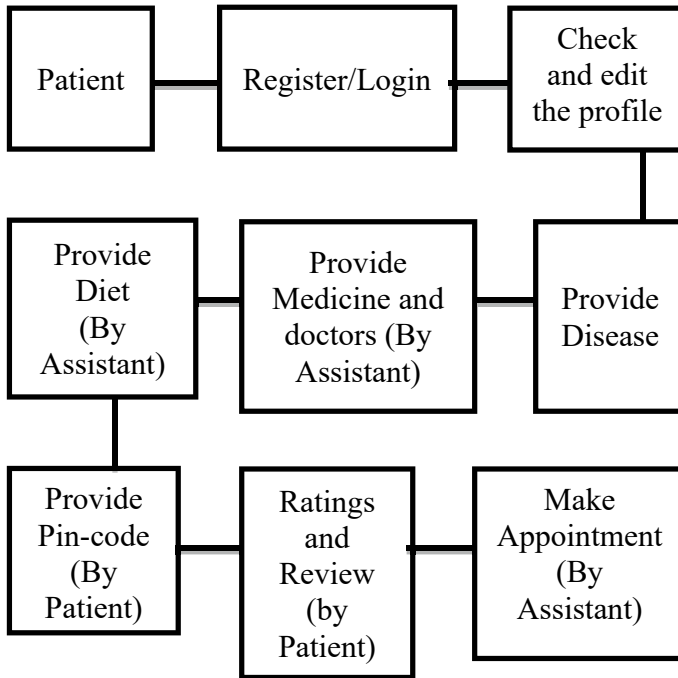 Patient
Register/Login
Check
and edit
the profile
Provide
Disease
Provide
Medicine and
doctors (By
Assistant)
Provide
Diet
(By
Assistant)
Provide
Pin-code
(By
Patient)
Ratings
and
Review
(by
Patient)
Make
Appointment
(By
Assistant)